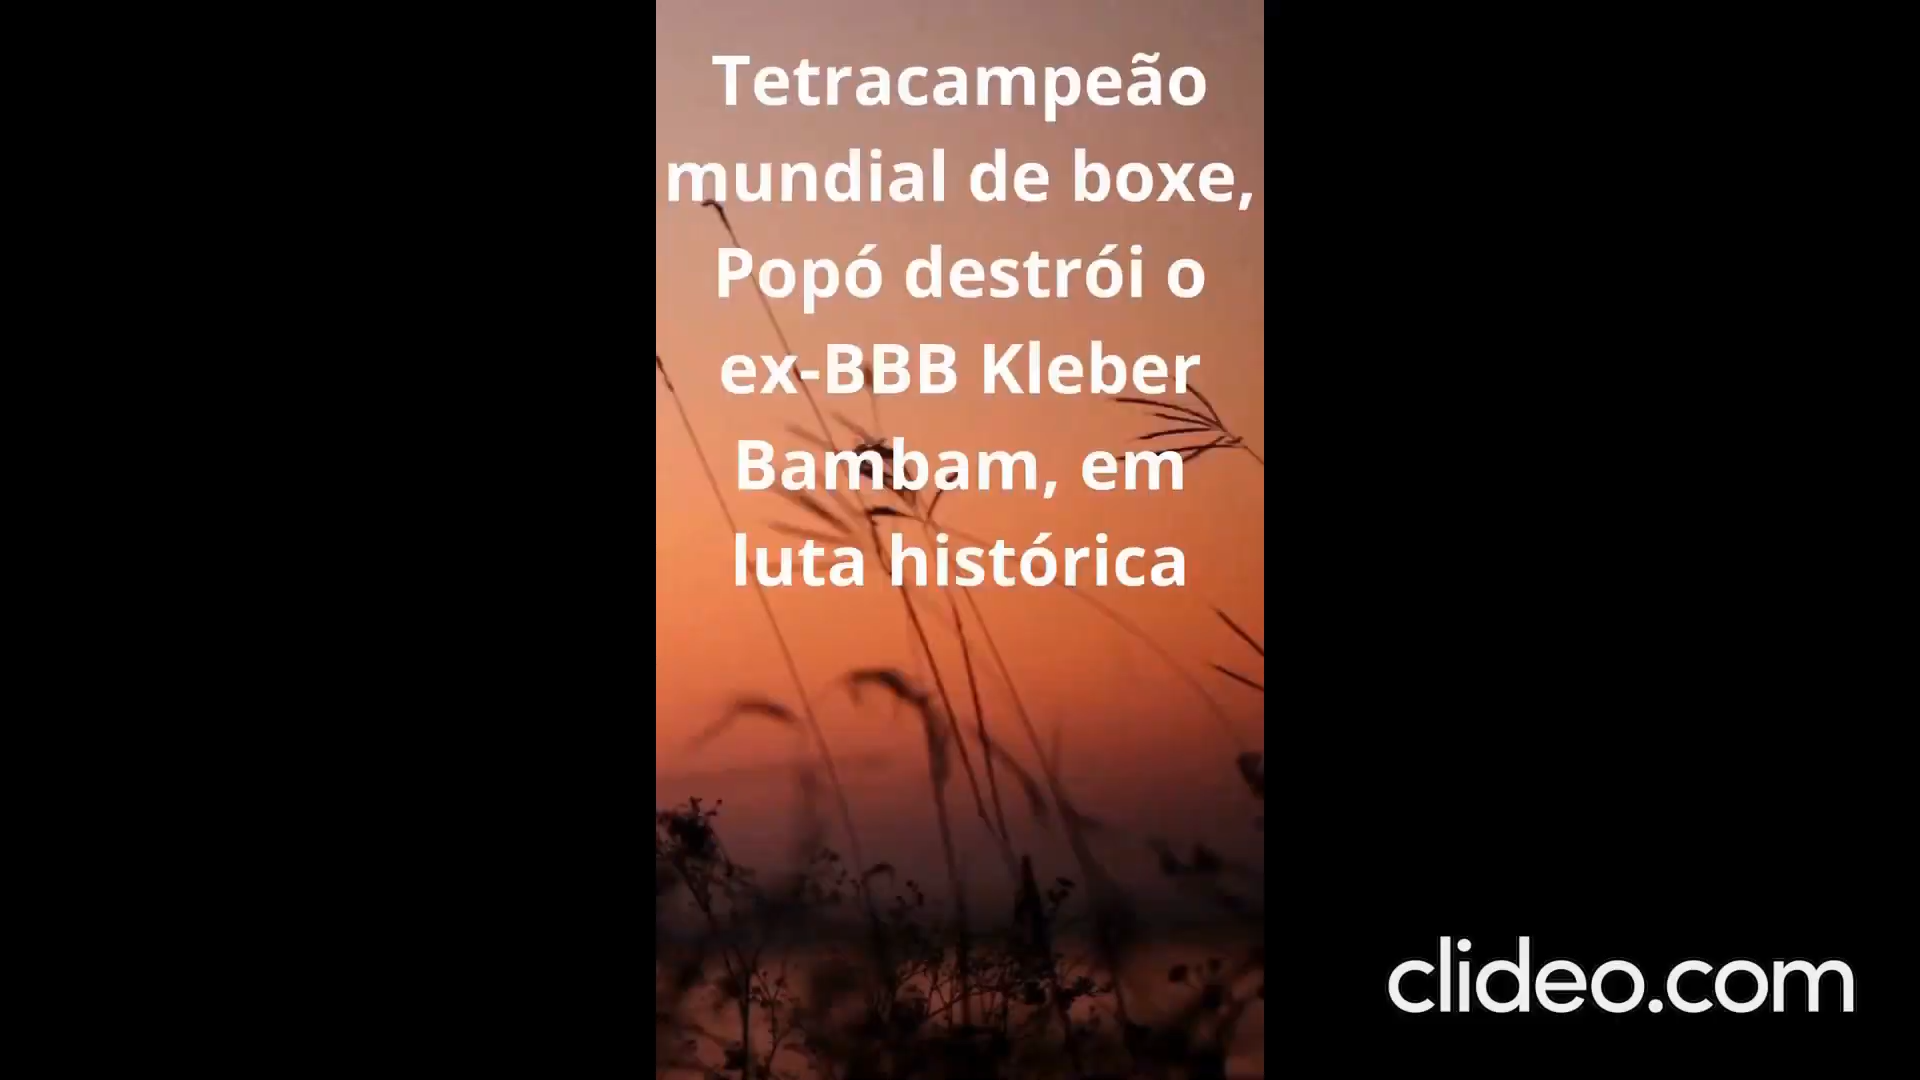 Tetracampeão
mundial de boxe,
Popó destrói o
ex-BBB Kleber
Bambam, em
luta histórica
clideo.com